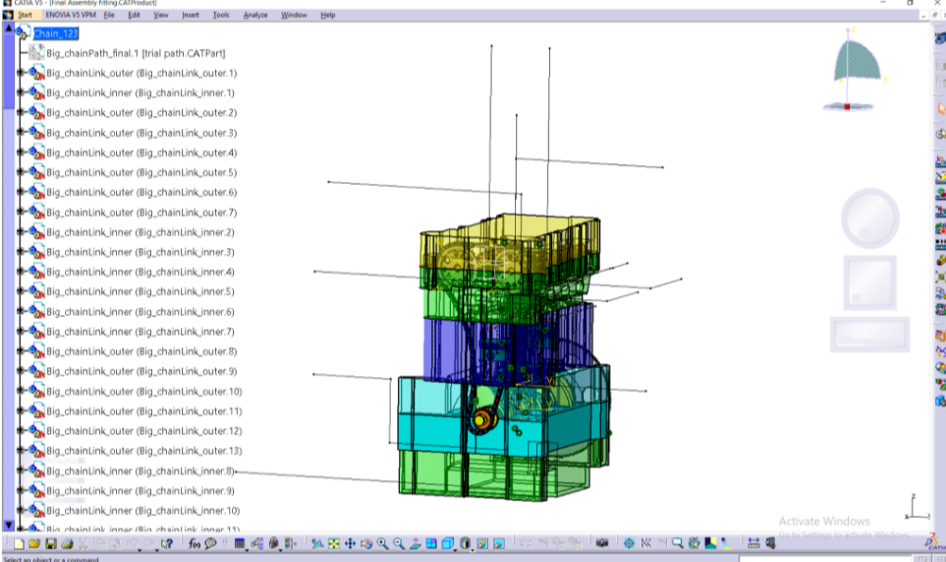 CATIA V5 - [Final Assembly fitting.CATProduct]
Start ENOVIA V5 VPM File Edit View Insert Tools Analyze Window Help
Chain_123
Big_chainPath_final.1 [trial path.CATPart]
Big_chainLink_outer (Big_chainLink_outer.1)
Big_chainLink_inner (Big_chainLink_inner.1)
Big_chainLink_outer (Big_chainLink_outer.2)
Big_chainLink_outer (Big_chainLink_outer.3)
Big_chainLink_outer (Big_chainLink_outer.4)
Big_chainLink_outer (Big_chainLink_outer.5)
Big_chainLink_outer (Big_chainLink_outer.6)
Big_chainLink_outer (Big_chainLink_outer.7)
Big_chainLink_inner (Big_chainLink_inner.2)
Big_chainLink_inner (Big_chainLink_inner.3)
Big_chainLink_inner (Big_chainLink_inner.4)
Big_chainLink_inner (Big_chainLink_inner.5)
Big_chainLink_inner (Big_chainLink_inner.6)
Big_chainLink_inner (Big_chainLink_inner.7)
Big_chainLink_outer (Big_chainLink_outer.8)
Big_chainLink_outer (Big_chainLink_outer.9)
Big_chainLink_outer (Big_chainLink_outer.10)
Big_chainLink_outer (Big_chainLink_outer.11)
Big_chainLink_outer (Big_chainLink_outer.12)
Big_chainLink_outer (Big_chainLink_outer.13)
Big_chainLink_inner (Big_chainLink_inner.8)
Big_chainLink_inner (Big_chainLink_inner.9)
Big_chainLink_inner (Big_chainLink_inner.10)
Big_chainLink_inner (Big_chainLink_inner.11)
Activate Windows
Go to Settings to activate Windows.
Select an object or a command